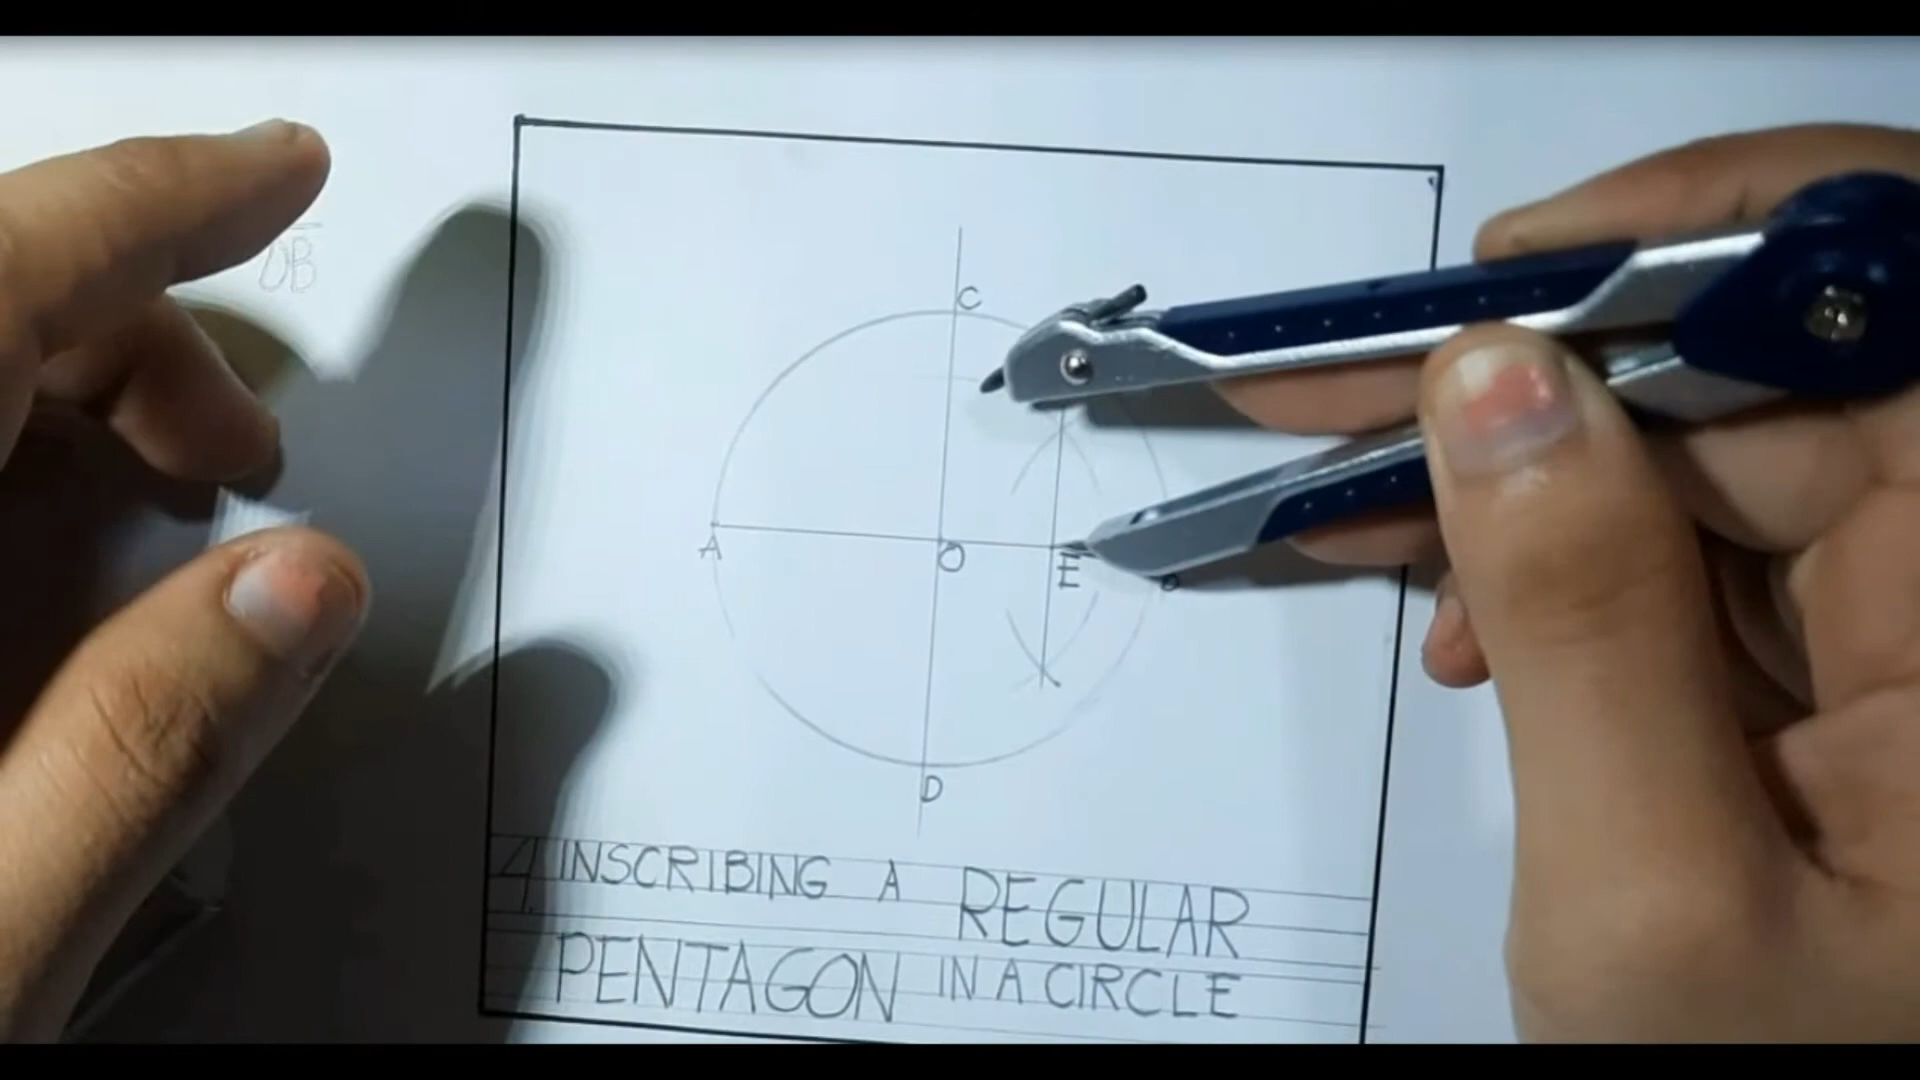 OB
C
A
O
E
B
D
4. INSCRIBING A REGULAR
PENTAGON IN A CIRCLE